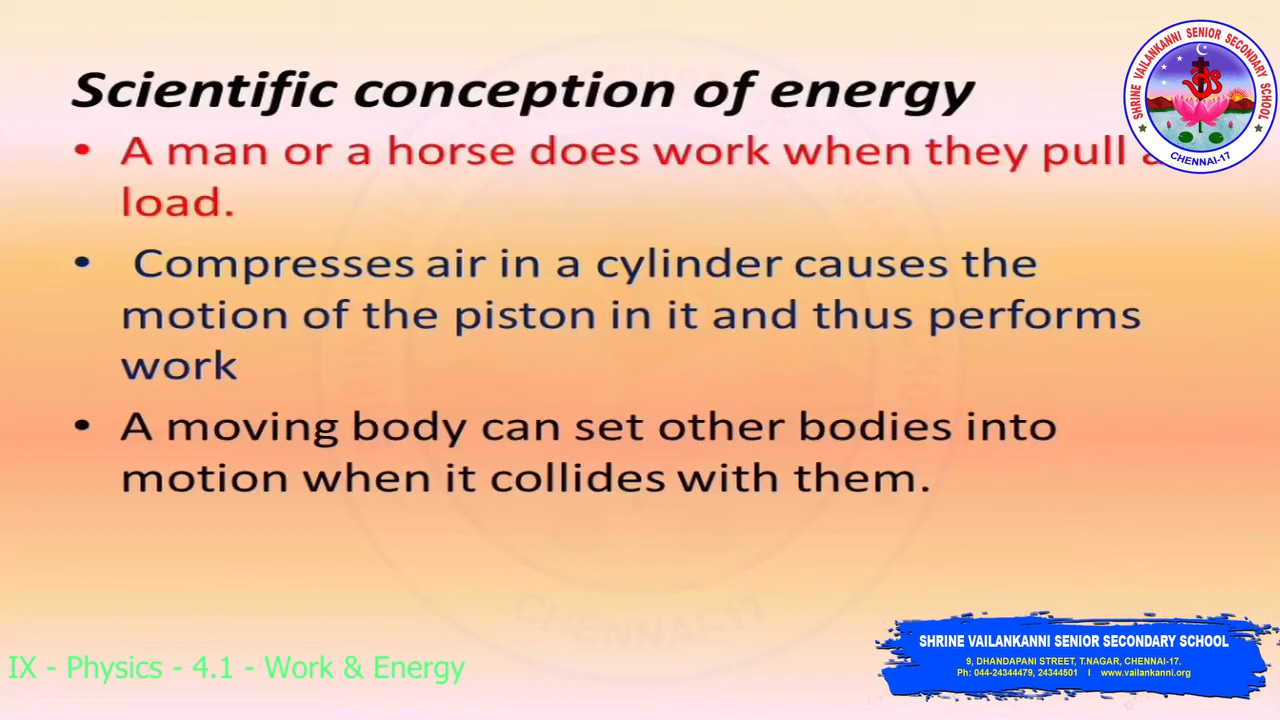 Scientific conception of energy
SHRINE VAILANKANNI SENIOR SECONDARY SCHOOL
CHENNAI-17
• A man or a horse does work when they pull a
load.
• Compresses air in a cylinder causes the
motion of the piston in it and thus performs
work
• A moving body can set other bodies into
motion when it collides with them.
CHENNAI-17
IX - Physics - 4.1 - Work & Energy
SHRINE VAILANKANNI SENIOR SECONDARY SCHOOL
9, DHANDAPANI STREET, T.NAGAR, CHENNAI-17.
Ph: 044-24344479, 24344501 I www.vailankanni.org